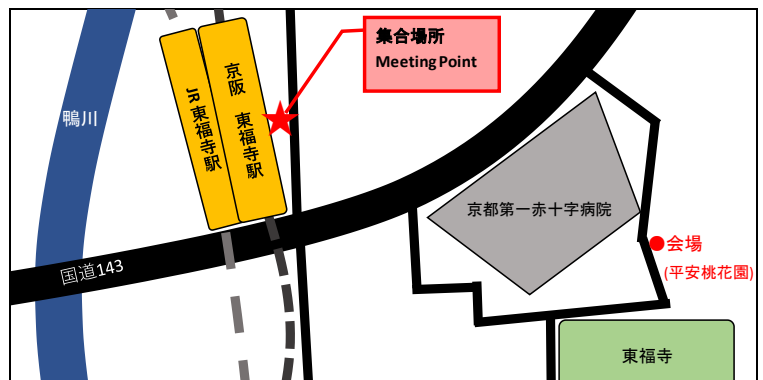 集合場所
Meeting Point
京阪 東福寺駅
JR 東福寺駅
鴨川
京都第一赤十字病院
会場
(平安桃花園)
国道143
東福寺